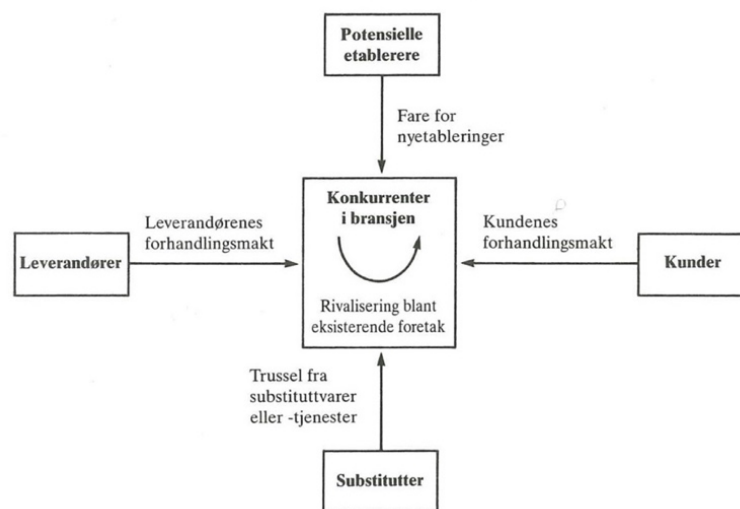 Potensielle
etablerere
Fare for
nyetableringer
Konkurrenter
i bransjen
Leverandørenes
forhandlingsmakt
Kundenes
forhandlingsmakt
Leverandører
Kunder
Rivalisering blant
eksisterende foretak
Trussel fra
substituttvarer
eller -tjenester
Substitutter